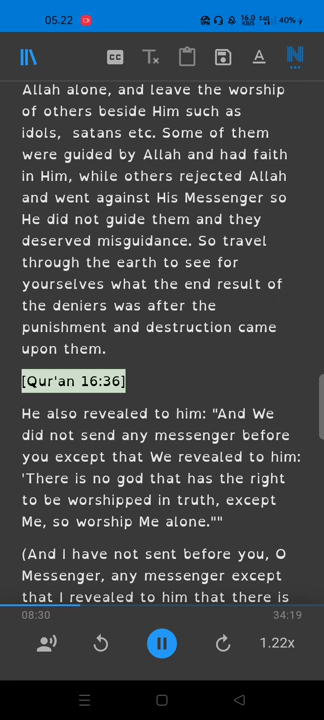 05.22
16.0
40%
CC
A
N
Allah alone, and leave the worship
of others beside Him such as
idols, satans etc. Some of them
were guided by Allah and had faith
in Him, while others rejected Allah
and went against His Messenger so
He did not guide them and they
deserved misguidance. So travel
through the earth to see for
yourselves what the end result of
the deniers was after the
punishment and destruction came
upon them.
[Qur'an 16:36]
He also revealed to him: "And We
did not send any messenger before
you except that We revealed to him:
'There is no god that has the right
to be worshipped in truth, except
Me, so worship Me alone.""
(And I have not sent before you, O
Messenger, any messenger except
that I revealed to him that there is
08:30
34:19
1.22x